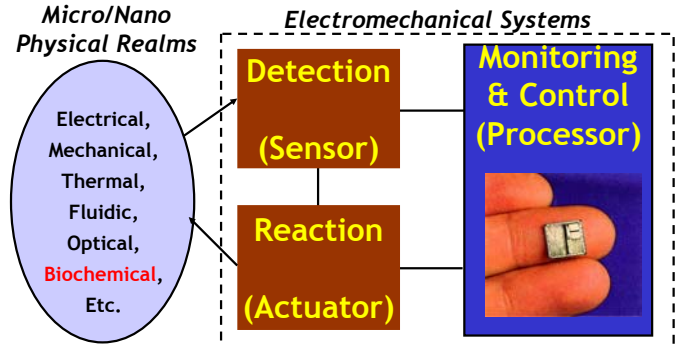 Micro/Nano
Physical Realms
Electromechanical Systems
Electrical,
Mechanical,
Thermal,
Fluidic,
Optical,
Biochemical,
Etc.
Detection
(Sensor)
Reaction
(Actuator)
Monitoring
& Control
(Processor)